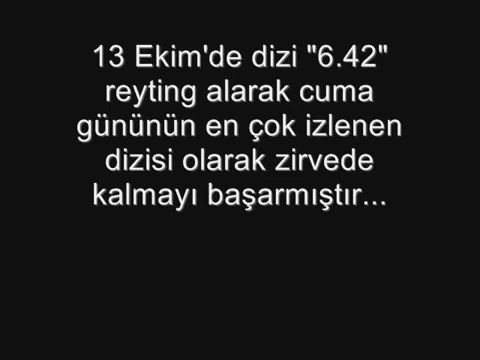 13 Ekim'de dizi "6.42"
reyting alarak cuma
gününün en çok izlenen
dizisi olarak zirvede
kalmayı başarmıştır...